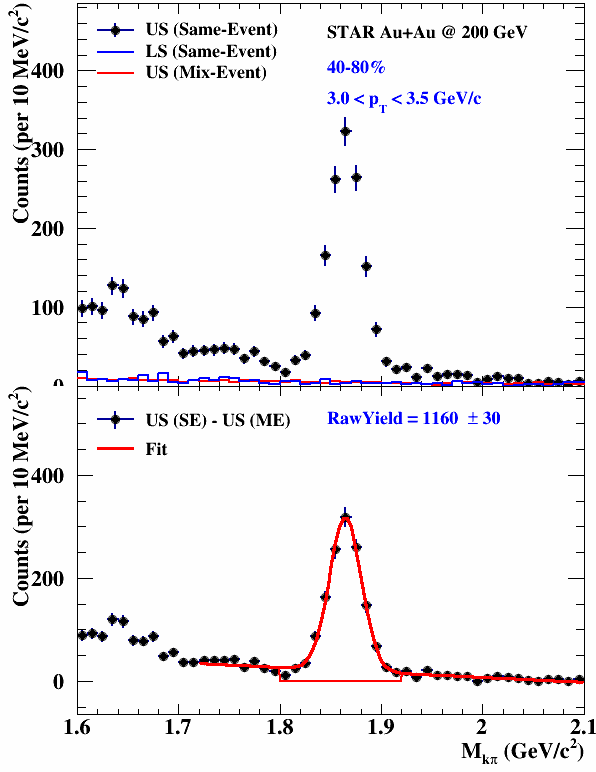 US (Same-Event)
LS (Same-Event)
US (Mix-Event)
STAR Au+Au @ 200 GeV
40-80%
3.0 < p_T < 3.5 GeV/c
Counts (per 10 MeV/c²)
400
300
200
100
0
US (SE) - US (ME)
Fit
RawYield = 1160 ± 30
Counts (per 10 MeV/c²)
400
200
0
1.6 1.7 1.8 1.9 2 2.1
M_kπ (GeV/c²)